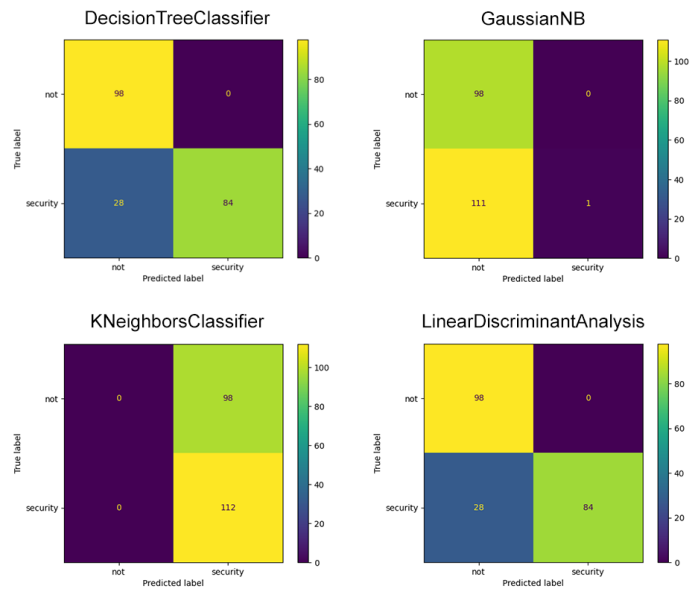 DecisionTreeClassifier
not
98
0
80
60
True label
40
security
28
84
20
0
not
security
Predicted label
GaussianNB
100
not
98
0
80
60
True label
40
security
111
1
20
0
not
security
Predicted label
KNeighborsClassifier
100
not
0
98
80
60
True label
40
security
0
112
20
0
not
security
Predicted label
LinearDiscriminantAnalysis
80
not
98
0
60
True label
40
security
28
84
20
0
not
security
Predicted label